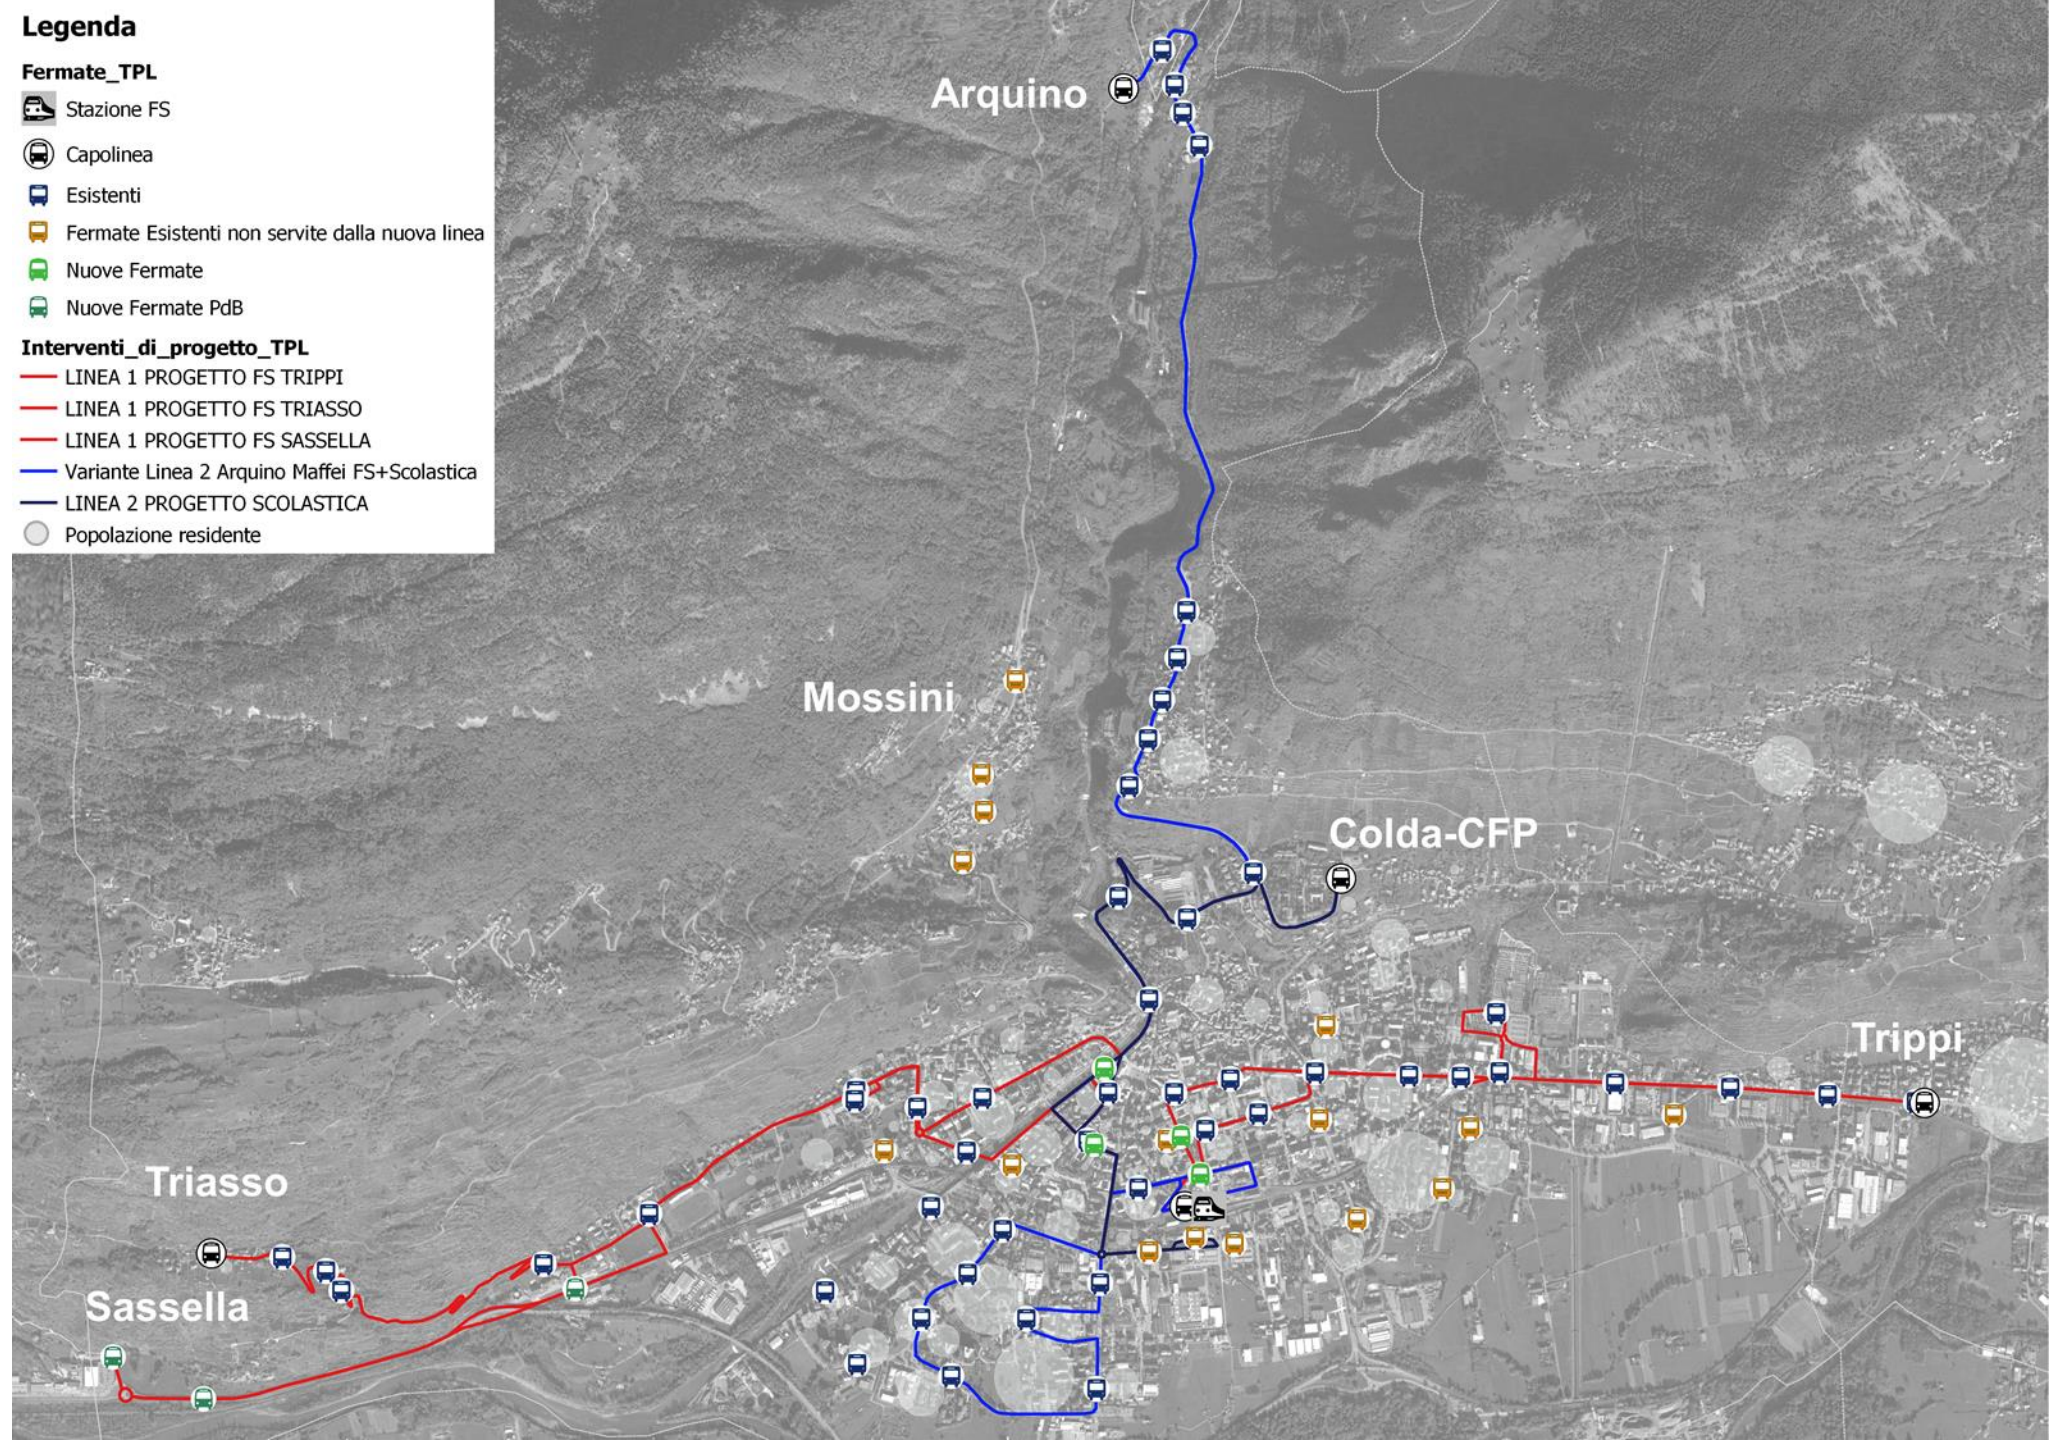 Legenda
Fermate_TPL
Stazione FS
Capolinea
Esistenti
Fermate Esistenti non servite dalla nuova linea
Nuove Fermate
Nuove Fermate PdB
Interventi_di_progetto_TPL
LINEA 1 PROGETTO FS TRIPPI
LINEA 1 PROGETTO FS TRIASSO
LINEA 1 PROGETTO FS SASSELLA
Variante Linea 2 Arquino Maffei FS+Scolastica
LINEA 2 PROGETTO SCOLASTICA
Popolazione residente
Arquino
Mossini
Colda-CFP
Trippi
Triasso
Sassella